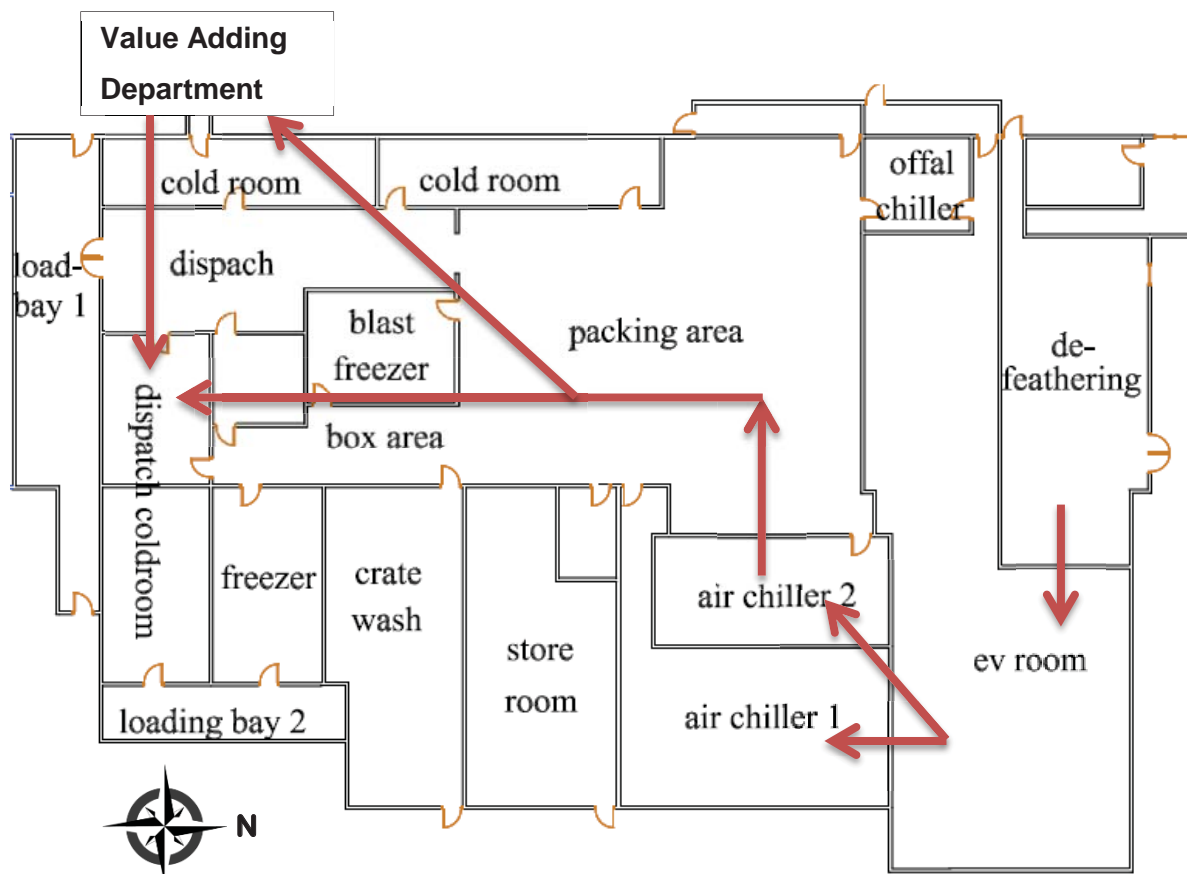 Value Adding
Department
cold room
cold room
offal
chiller
load-
bay 1
dispach
blast
freezer
packing area
de-
feathering
dispatch coldroom
box area
freezer
crate
wash
air chiller 2
store
room
ev room
air chiller 1
loading bay 2
N